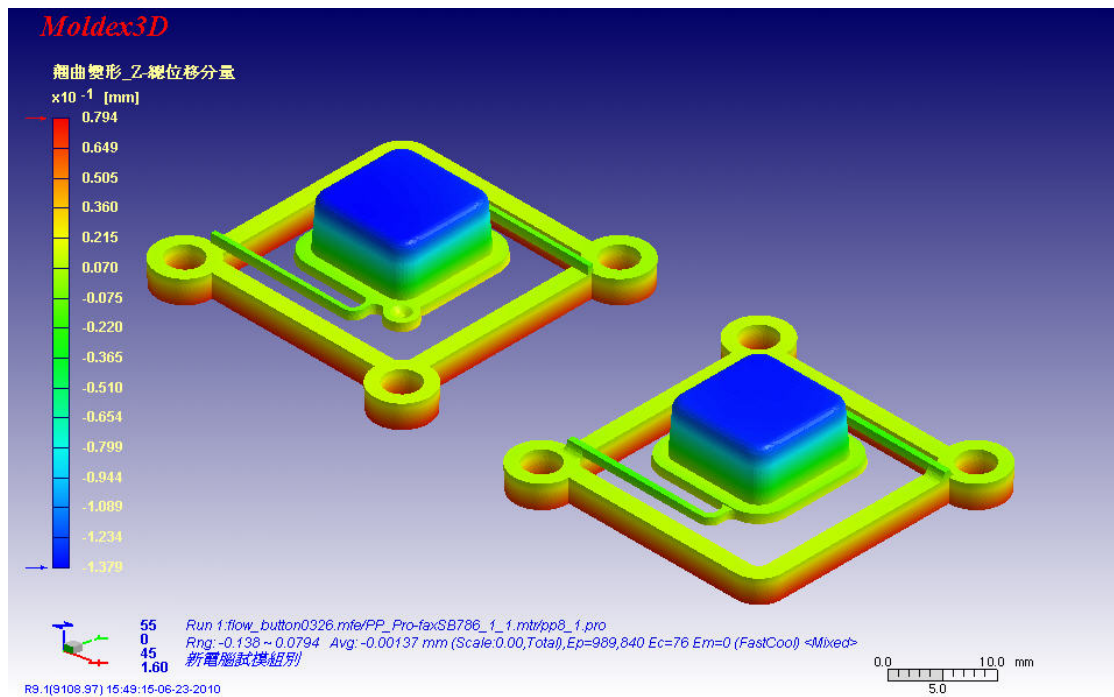 Moldex3D
翹曲變形_Z-總位移分量
x10 -1 [mm]
0.794
0.649
0.505
0.360
0.215
0.070
-0.075
-0.220
-0.365
-0.510
-0.654
-0.799
-0.944
-1.089
-1.234
-1.379
55
0
45
1.60
Run 1:flow_button0326.mfe/PP_Pro-faxSB786_1_1.mtr/pp8_1.pro
Rng: -0.138 ~ 0.0794 Avg: -0.00137 mm (Scale:0.00,Total),Ep=989,840 Ec=76 Em=0 (FastCool) <Mixed>
新電腦試模組別
0.0 10.0 mm
5.0
R9.1(9108.97) 15:49:15-06-23-2010